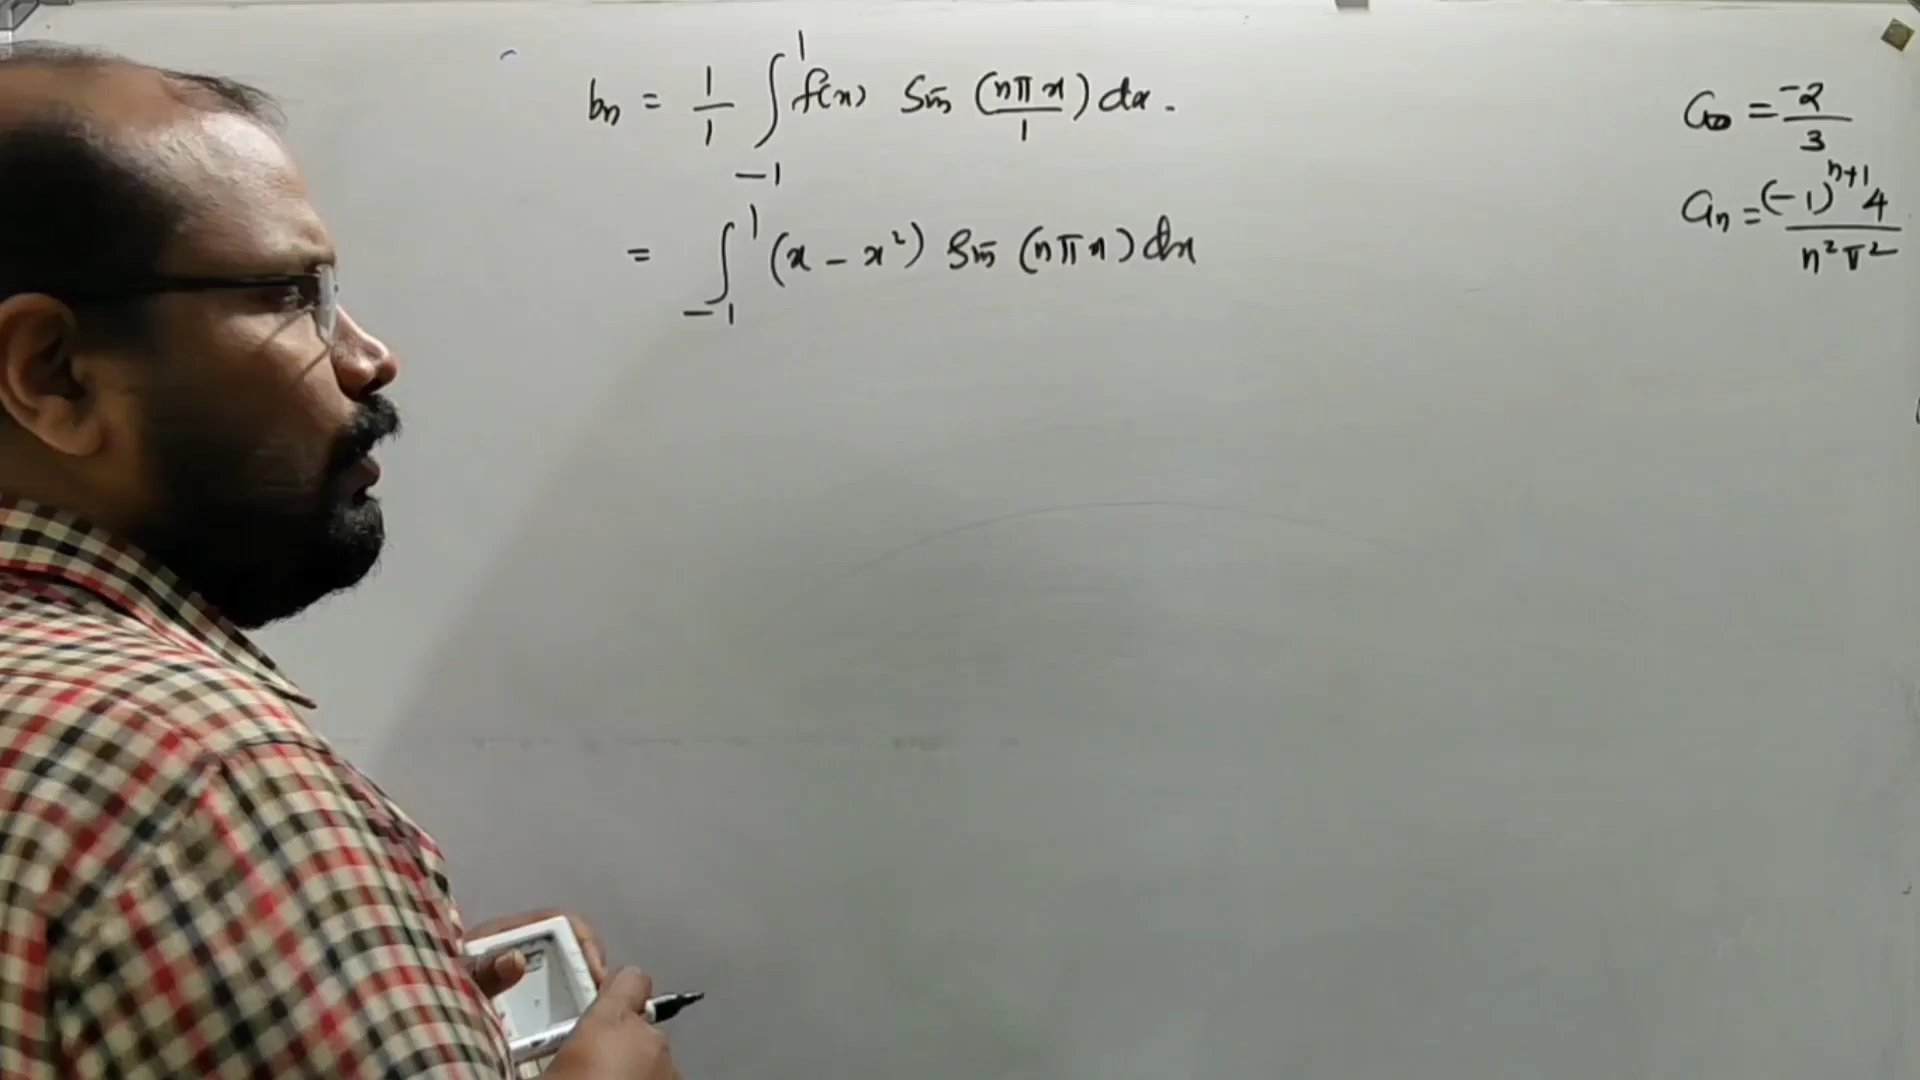 bn = 1/1 ∫_{-1}^{1} f(x) Sin (nπx/1) dx.
= ∫_{-1}^{1} (x - x²) Sin (nπx) dx
a0 = -2/3
an = (-1)^{n+1} 4 / n²π²